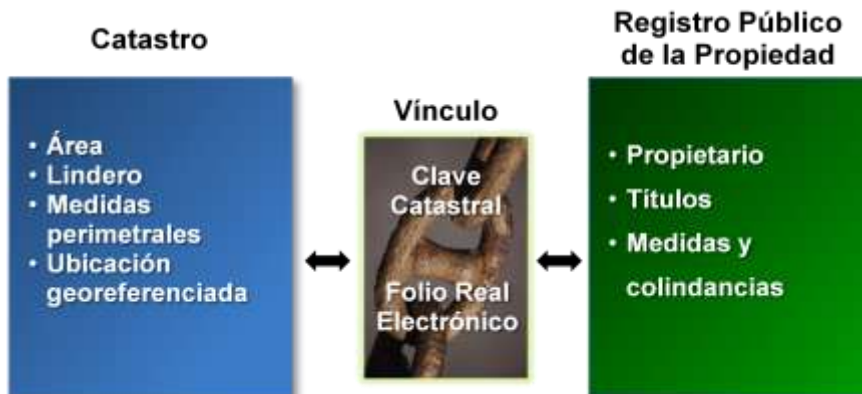 Catastro
• Área
• Lindero
• Medidas
perimetrales
• Ubicación
georeferenciada
Vínculo
Clave
Catastral
Folio Real
Electrónico
Registro Público
de la Propiedad
• Propietario
• Títulos
• Medidas y
colindancias